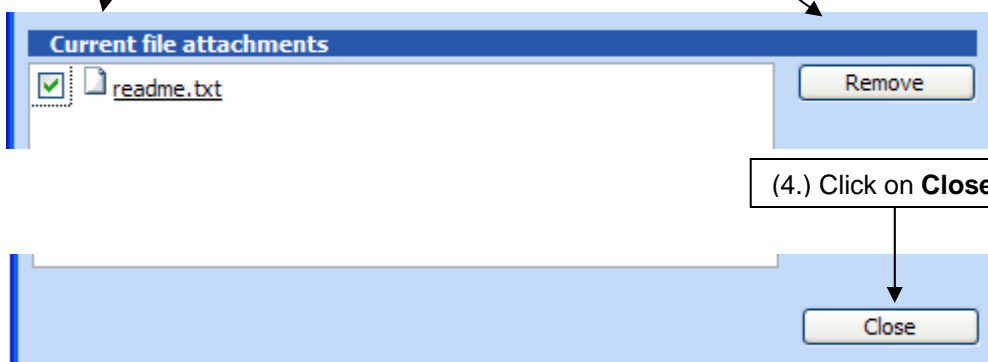 Current file attachments
readme.txt
Remove
(4.) Click on Close
Close